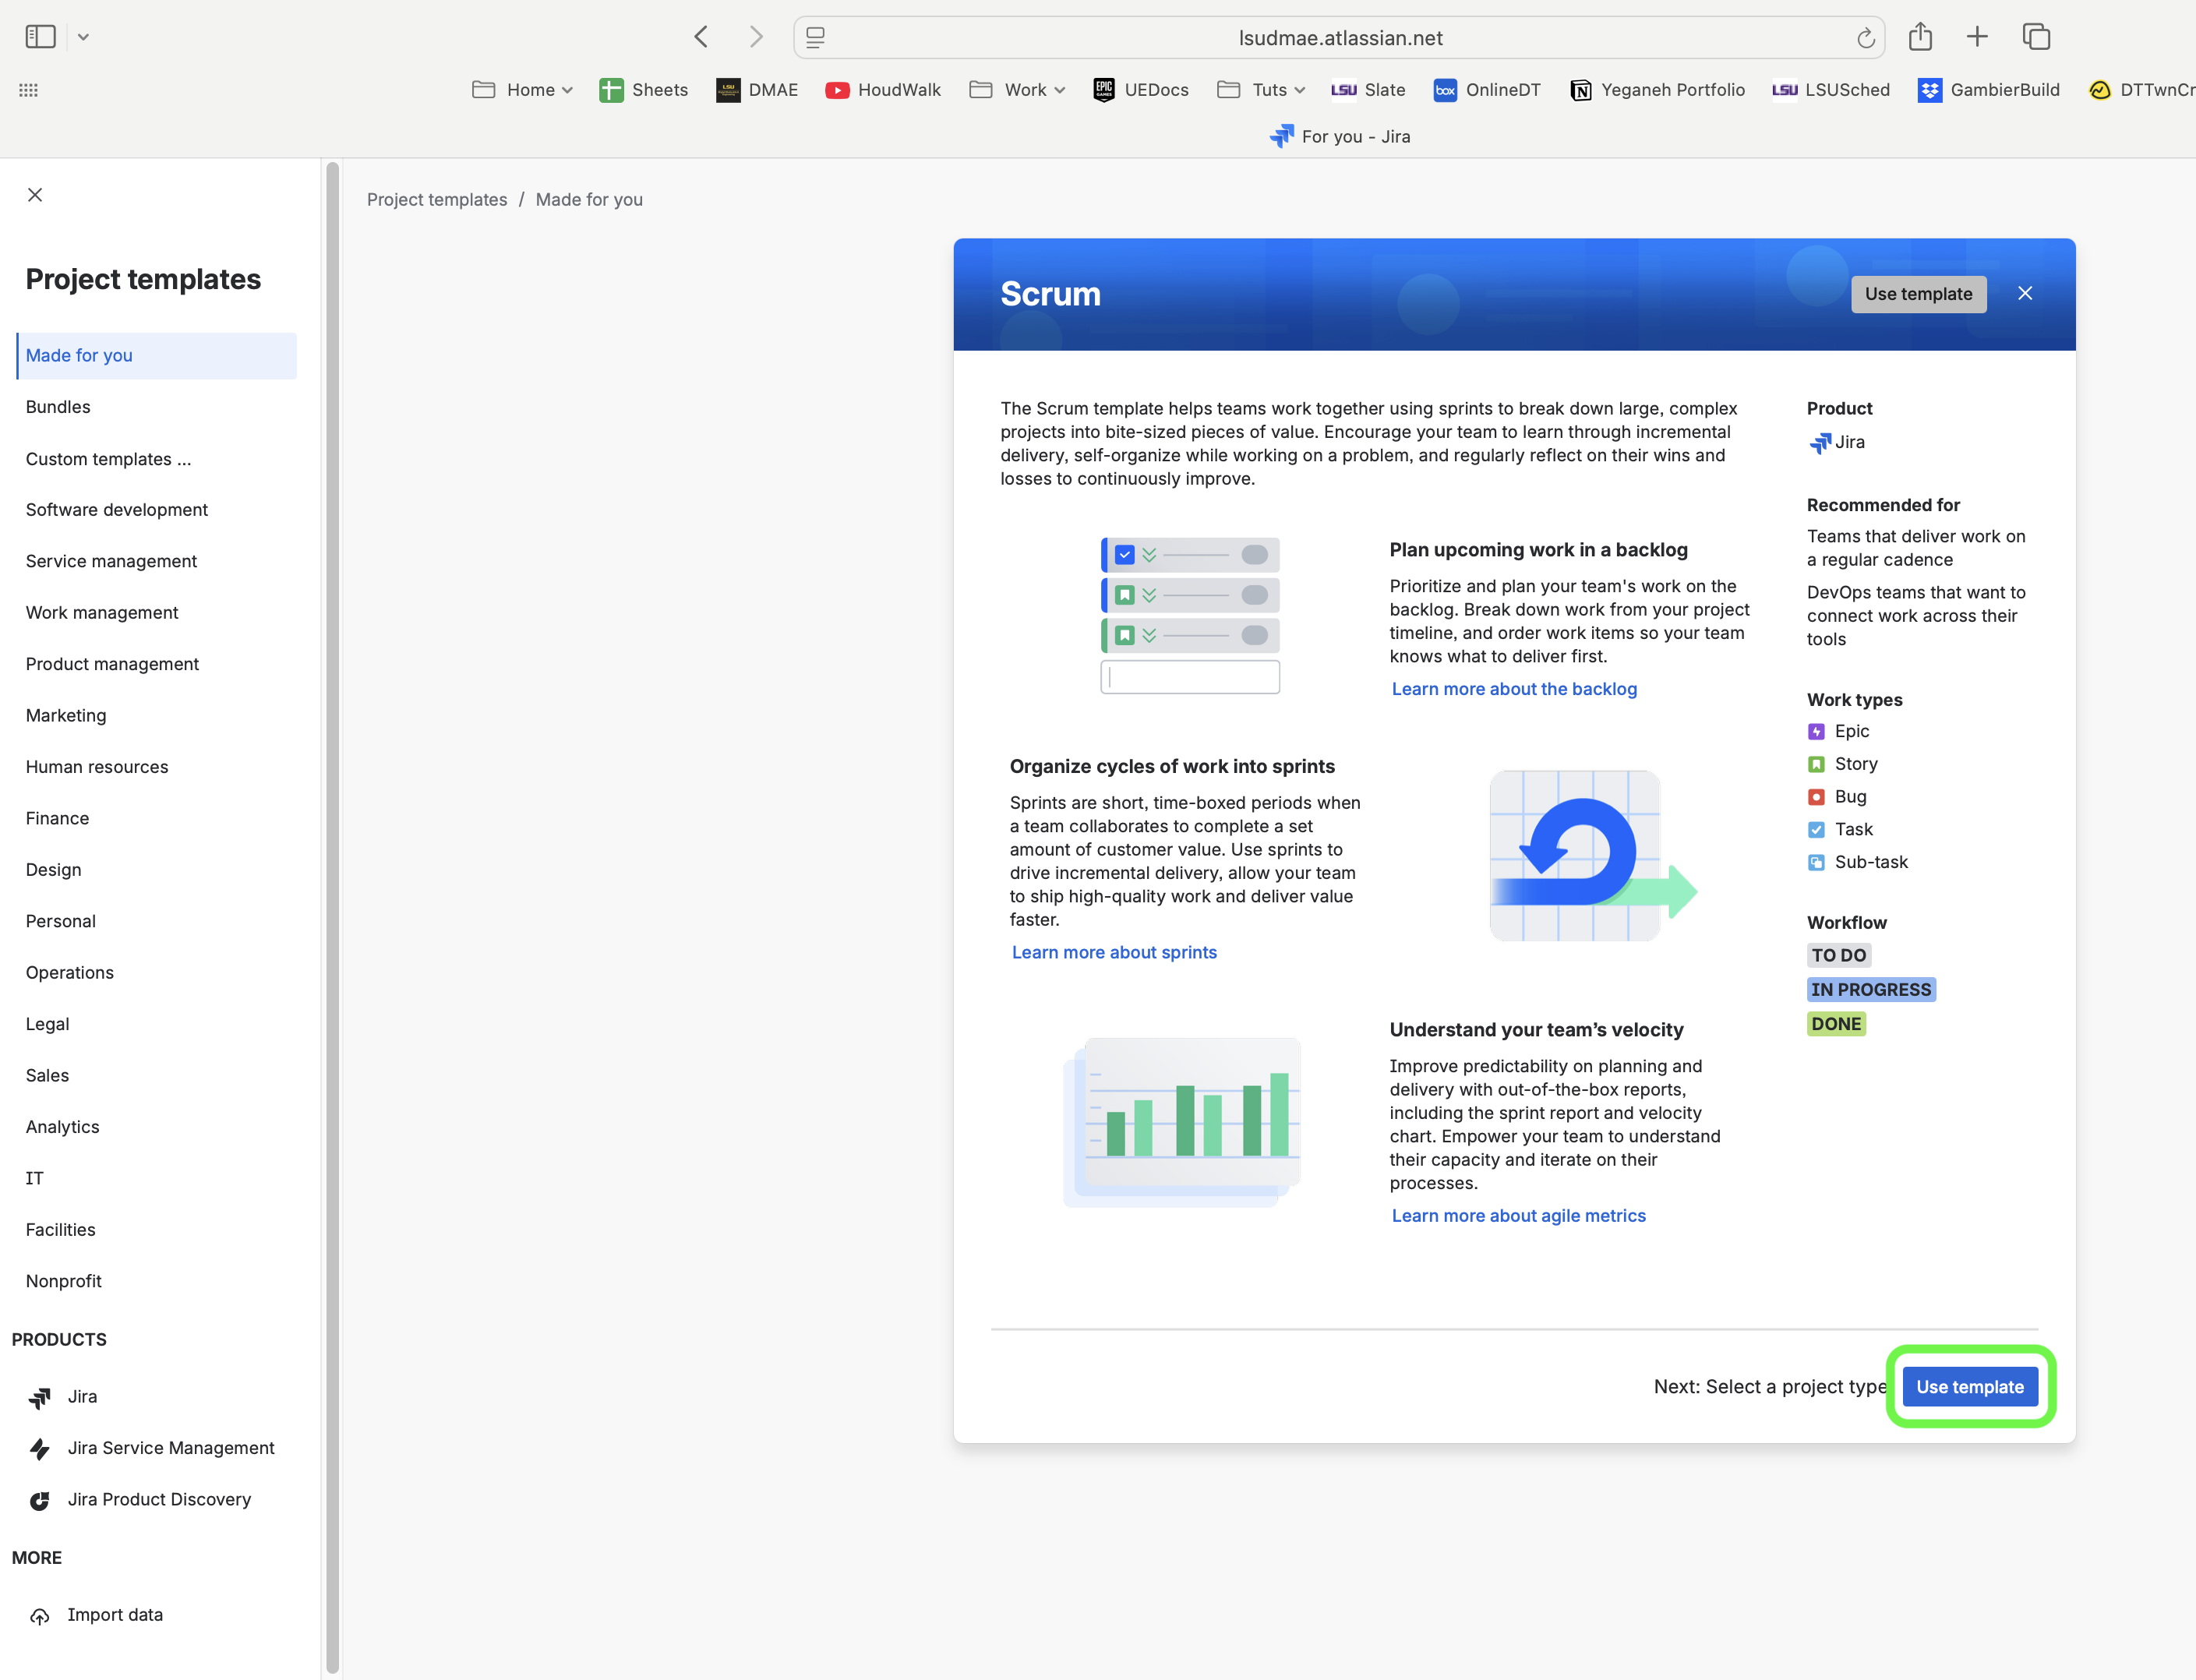 lsudmae.atlassian.net
Home
Sheets
LSU
DMAE
HoudWalk
Work
EPIC GAMES
UEDocs
Tuts
LSU
Slate
box
OnlineDT
Yeganeh Portfolio
LSU
LSUSched
GambierBuild
DTTwnCr
For you - Jira
Project templates / Made for you
Project templates
Made for you
Bundles
Custom templates ...
Software development
Service management
Work management
Product management
Marketing
Human resources
Finance
Design
Personal
Operations
Legal
Sales
Analytics
IT
Facilities
Nonprofit
PRODUCTS
Jira
Jira Service Management
Jira Product Discovery
MORE
Import data
Scrum
Use template
The Scrum template helps teams work together using sprints to break down large, complex
projects into bite-sized pieces of value. Encourage your team to learn through incremental
delivery, self-organize while working on a problem, and regularly reflect on their wins and
losses to continuously improve.
Plan upcoming work in a backlog
Prioritize and plan your team's work on the
backlog. Break down work from your project
timeline, and order work items so your team
knows what to deliver first.
Learn more about the backlog
Organize cycles of work into sprints
Sprints are short, time-boxed periods when
a team collaborates to complete a set
amount of customer value. Use sprints to
drive incremental delivery, allow your team
to ship high-quality work and deliver value
faster.
Learn more about sprints
Understand your team’s velocity
Improve predictability on planning and
delivery with out-of-the-box reports,
including the sprint report and velocity
chart. Empower your team to understand
their capacity and iterate on their
processes.
Learn more about agile metrics
Product
Jira
Recommended for
Teams that deliver work on
a regular cadence
DevOps teams that want to
connect work across their
tools
Work types
Epic
Story
Bug
Task
Sub-task
Workflow
TO DO
IN PROGRESS
DONE
Next: Select a project type
Use template